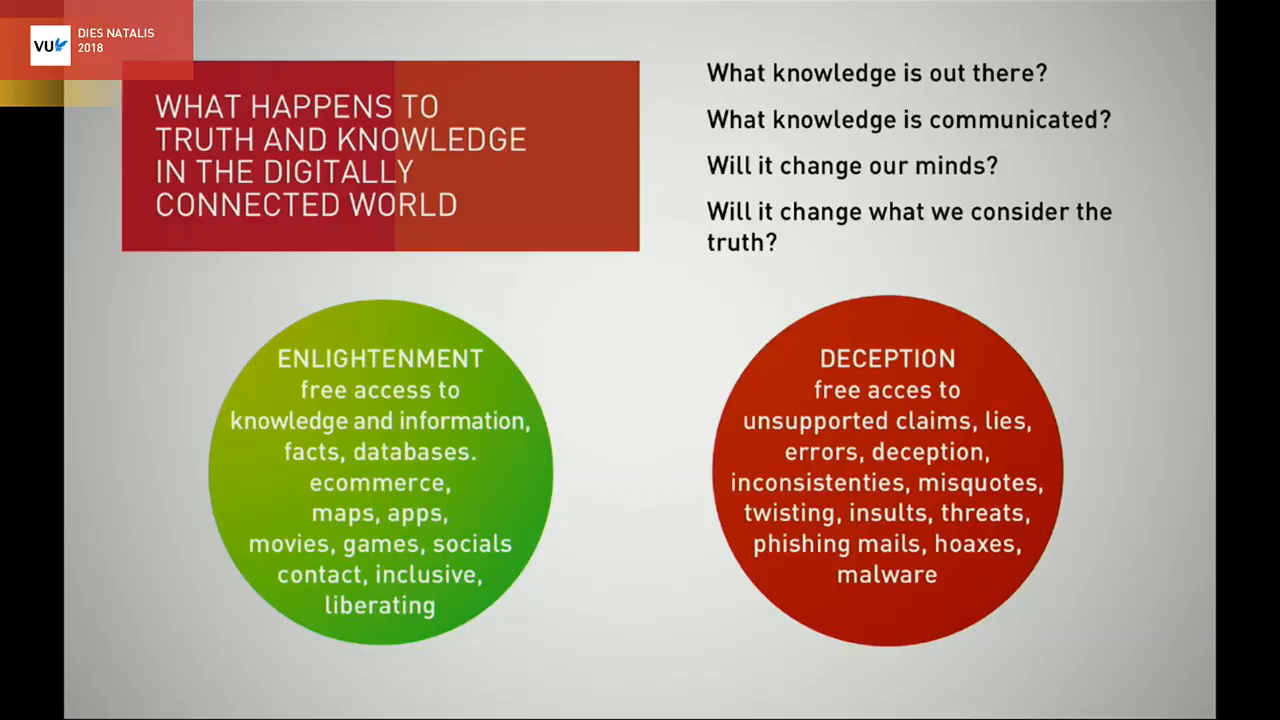 VU
DIES NATALIS
2018
WHAT HAPPENS TO
TRUTH AND KNOWLEDGE
IN THE DIGITALLY
CONNECTED WORLD
What knowledge is out there?
What knowledge is communicated?
Will it change our minds?
Will it change what we consider the
truth?
ENLIGHTENMENT
free access to
knowledge and information,
facts, databases.
ecommerce,
maps, apps,
movies, games, socials
contact, inclusive,
liberating
DECEPTION
free acces to
unsupported claims, lies,
errors, deception,
inconsistenties, misquotes,
twisting, insults, threats,
phishing mails, hoaxes,
malware